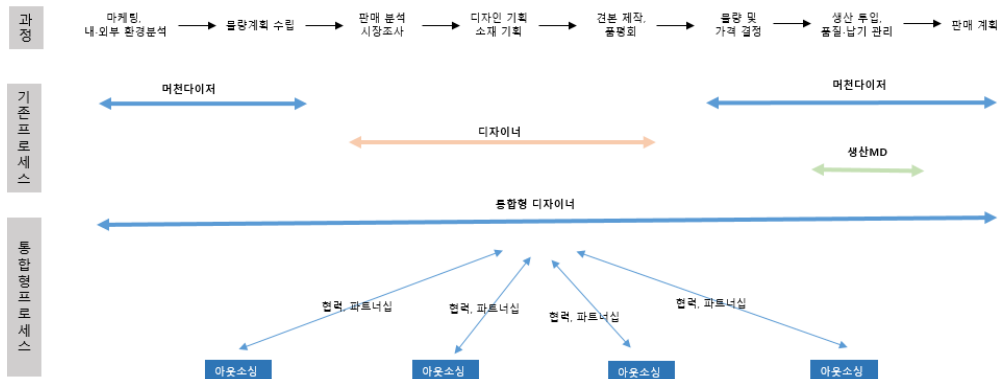 과정
마케팅,
내·외부 환경분석
물량계획 수립
판매 분석
시장조사
디자인 기획
소재 기획
견본 제작,
품평회
물량 및
가격 결정
생산 투입,
품질·납기 관리
판매 계획
기존프로세스
머천다이저
머천다이저
디자이너
생산MD
통합형프로세스
통합형 디자이너
협력, 파트너십
협력, 파트너십
협력, 파트너십
협력, 파트너십
아웃소싱
아웃소싱
아웃소싱
아웃소싱